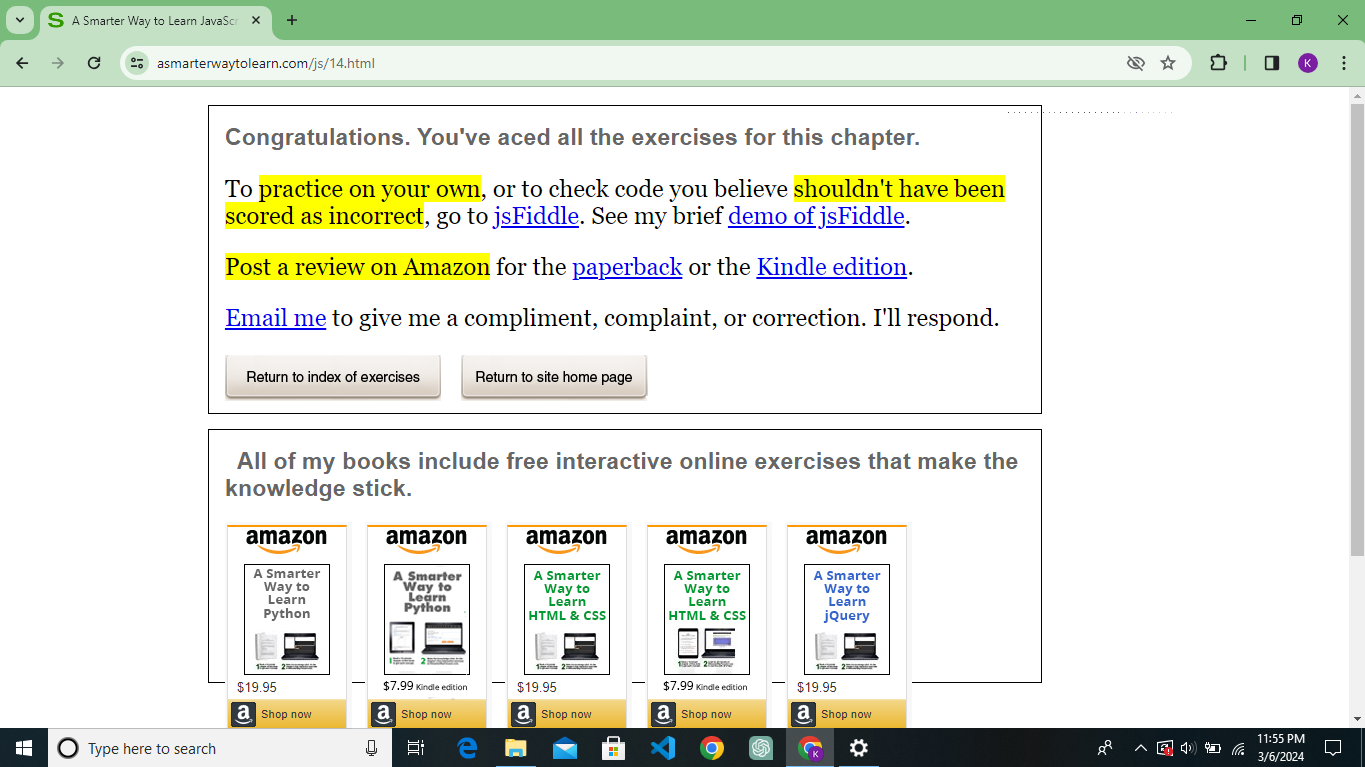 A Smarter Way to Learn JavaScr
asmarterwaytolearn.com/js/14.html
K
Congratulations. You've aced all the exercises for this chapter.
To practice on your own, or to check code you believe shouldn't have been
scored as incorrect, go to jsFiddle. See my brief demo of jsFiddle.
Post a review on Amazon for the paperback or the Kindle edition.
Email me to give me a compliment, complaint, or correction. I'll respond.
Return to index of exercises Return to site home page
All of my books include free interactive online exercises that make the
knowledge stick.
amazon amazon amazon amazon amazon
A Smarter
Way to
Learn
Python
$19.95
Shop now
A Smarter
Way to
Learn
Python
$7.99 Kindle edition
Shop now
A Smarter
Way to
Learn
HTML & CSS
$19.95
Shop now
A Smarter
Way to
Learn
HTML & CSS
$7.99 Kindle edition
Shop now
A Smarter
Way to
Learn
jQuery
$19.95
Shop now
Type here to search
11:55 PM
3/6/2024